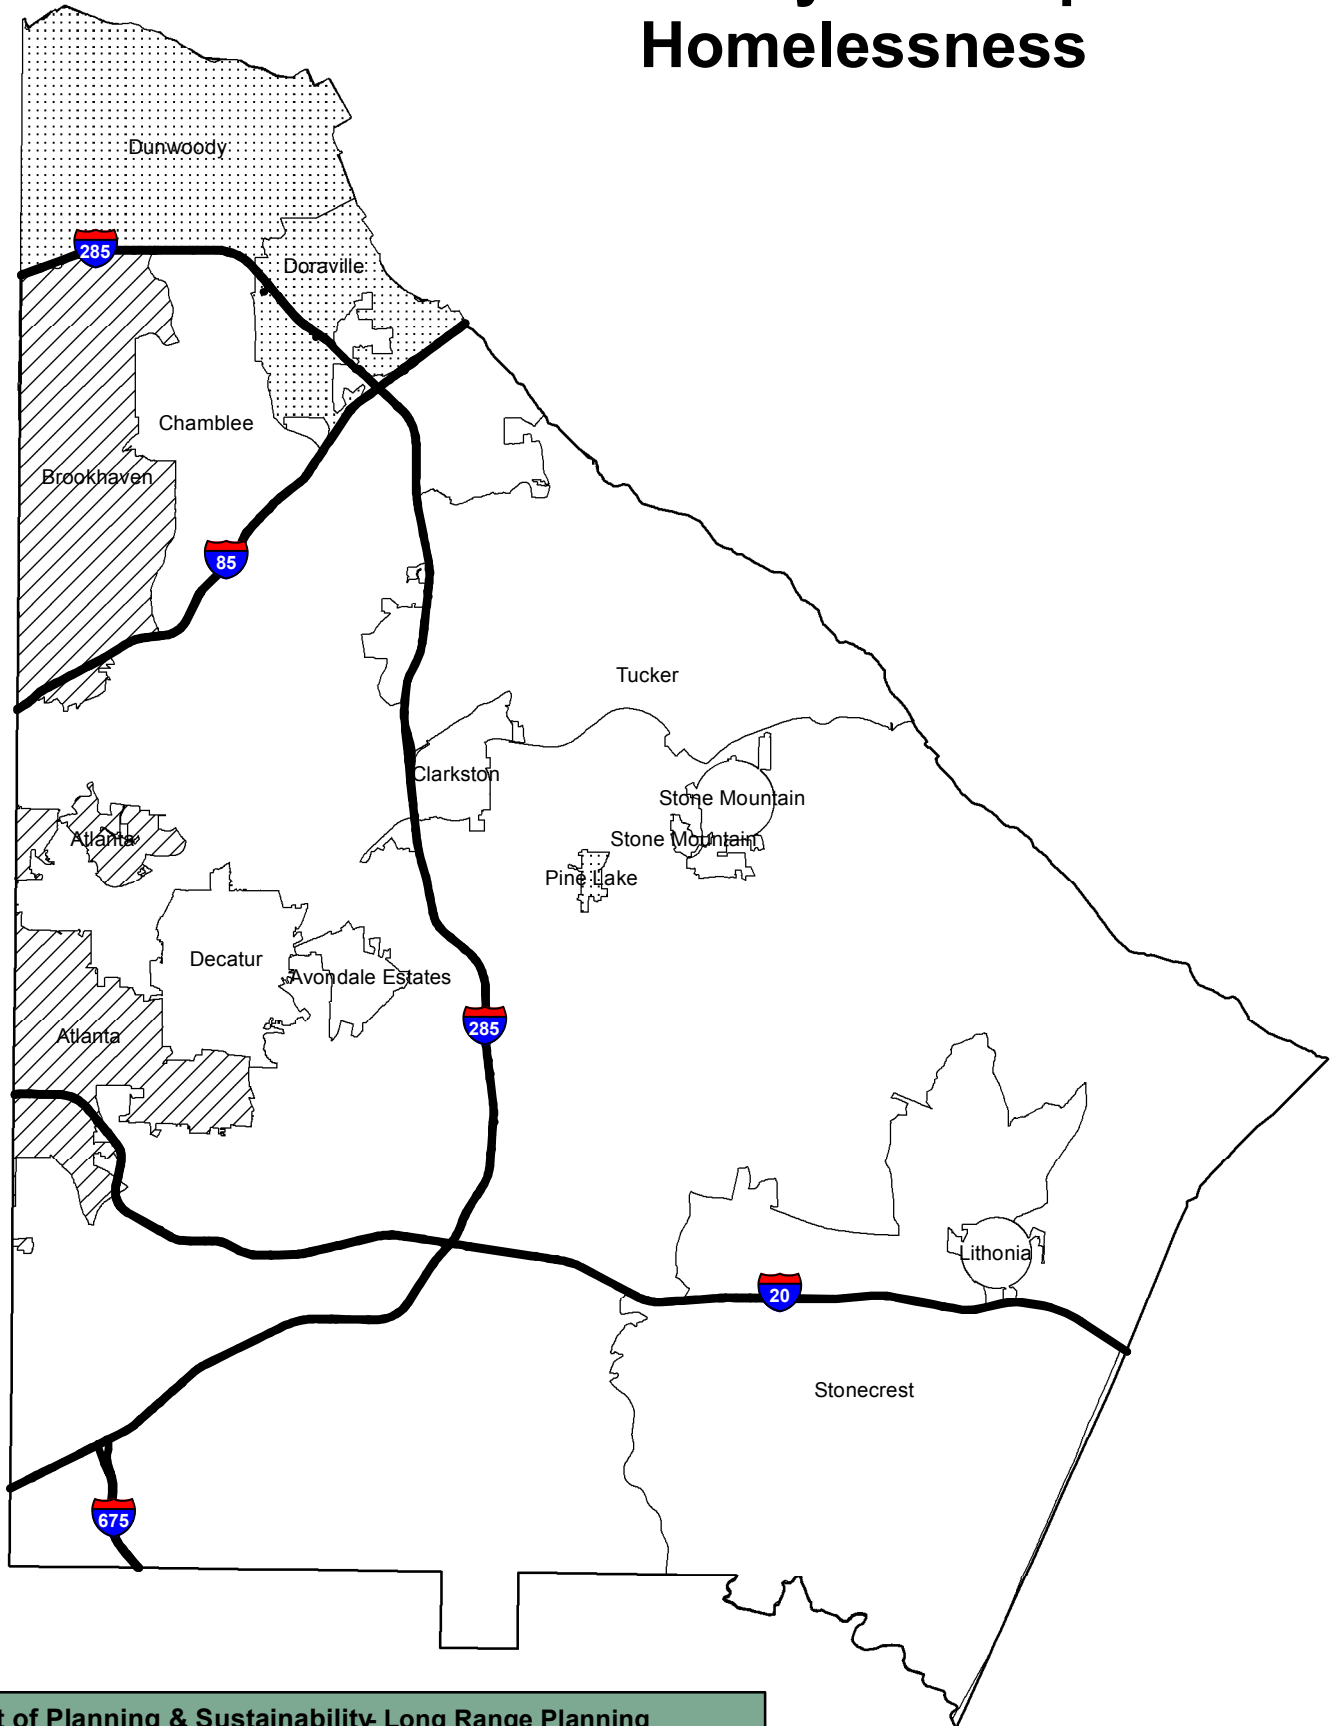 Homelessness
Dunwoody
285
Doraville
Chamblee
Brookhaven
85
Tucker
Clarkston
Stone Mountain
Atlanta
Stone Mountain
Pine Lake
Decatur
Avondale Estates
285
Atlanta
Lithonia
20
Stonecrest
675
t of Planning & Sustainability- Long Range Planning